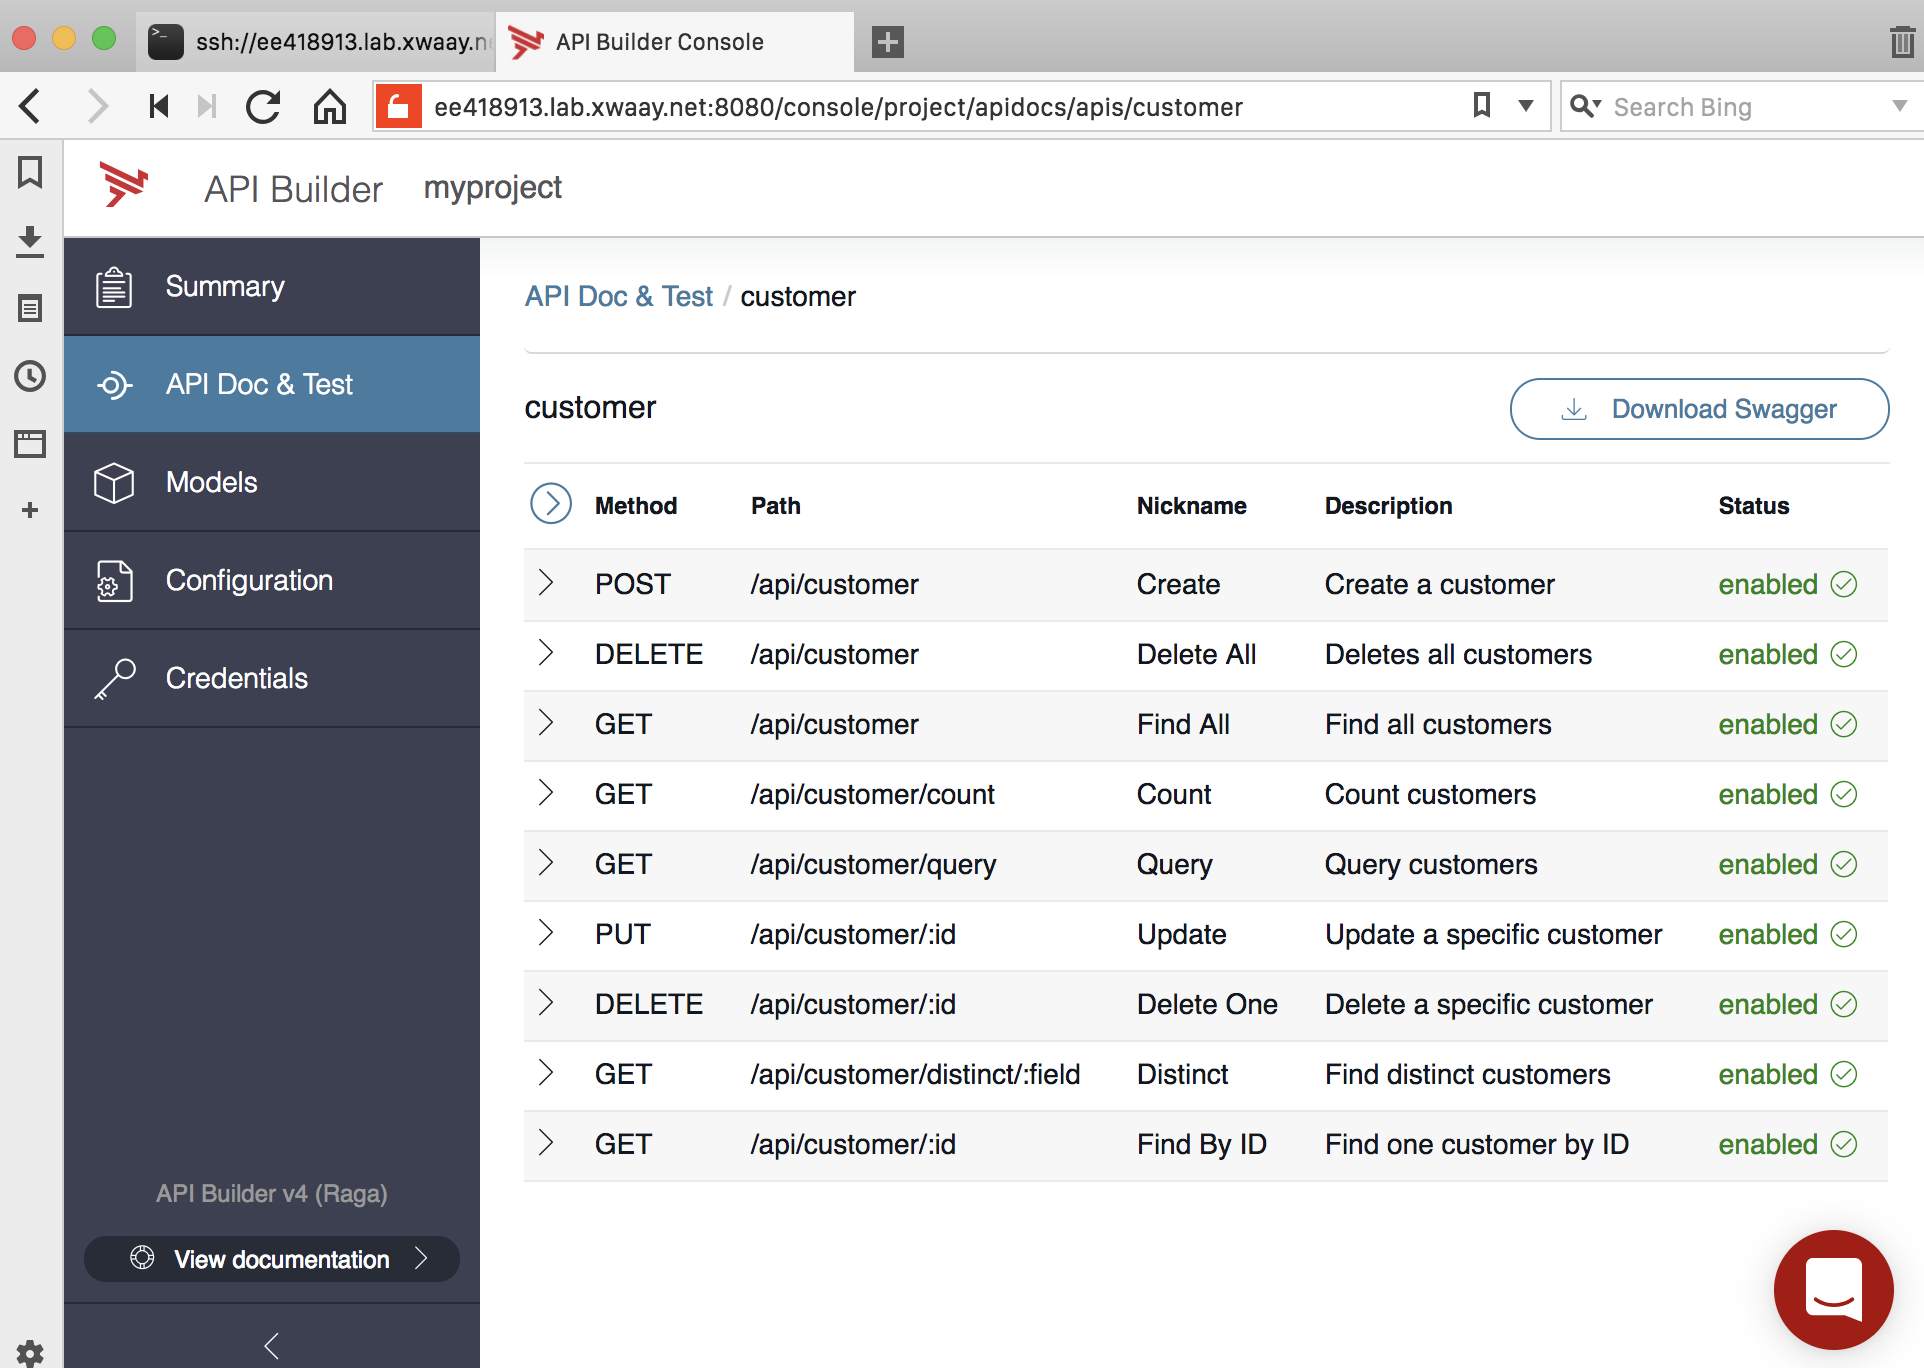 ssh://ee418913.lab.xwaay.ne
API Builder Console
ee418913.lab.xwaay.net:8080/console/project/apidocs/apis/customer
Search Bing
API Builder myproject
Summary
API Doc & Test
Models
Configuration
Credentials
API Builder v4 (Raga)
View documentation
API Doc & Test / customer
customer
Download Swagger
Method Path Nickname Description Status
POST /api/customer Create Create a customer enabled
DELETE /api/customer Delete All Deletes all customers enabled
GET /api/customer Find All Find all customers enabled
GET /api/customer/count Count Count customers enabled
GET /api/customer/query Query Query customers enabled
PUT /api/customer/:id Update Update a specific customer enabled
DELETE /api/customer/:id Delete One Delete a specific customer enabled
GET /api/customer/distinct/:field Distinct Find distinct customers enabled
GET /api/customer/:id Find By ID Find one customer by ID enabled